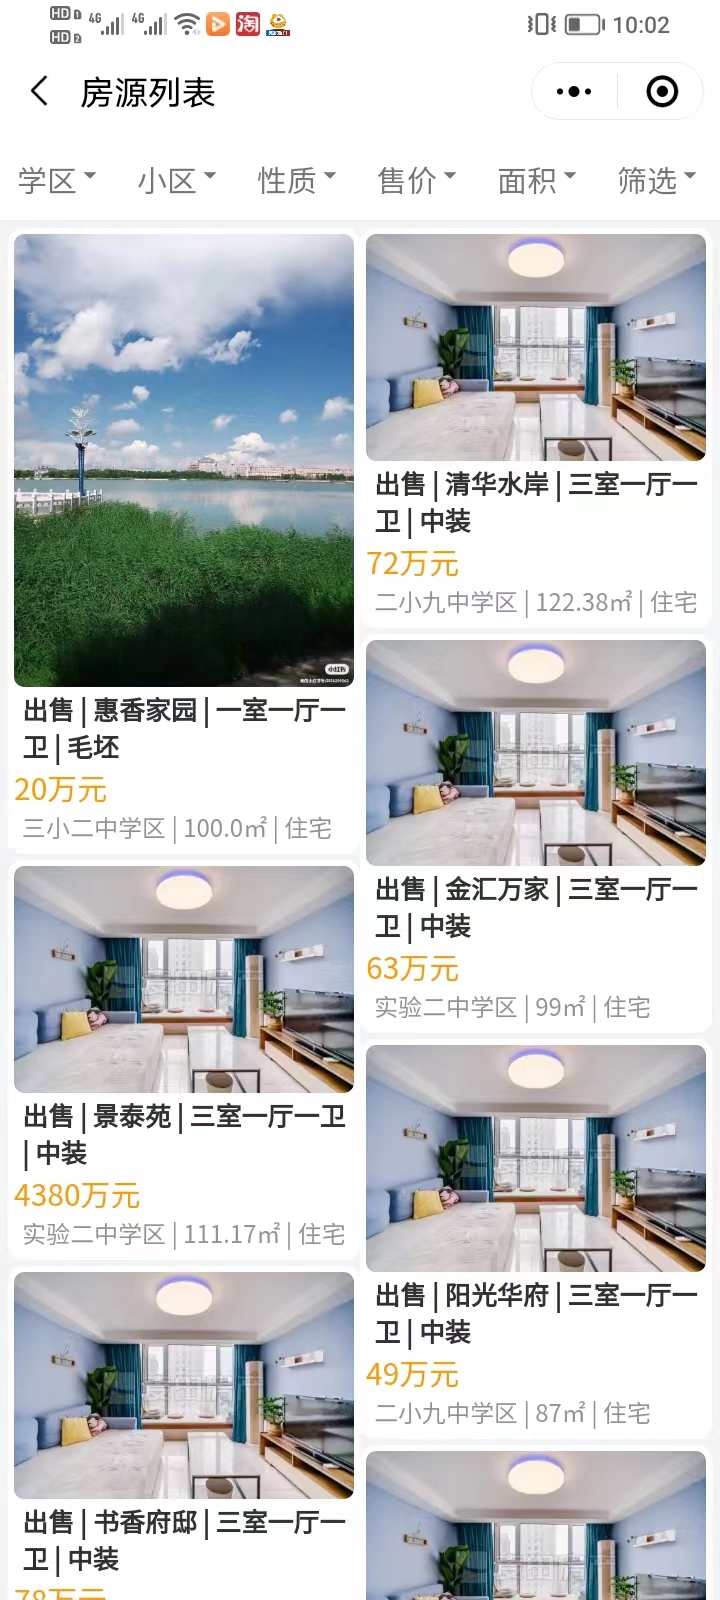 HD 1 4G 4G 淘 10:02
HD 2
房源列表
学区 小区 性质 售价 面积 筛选
小红书
出售 | 惠香家园 | 一室一厅一
卫 | 毛坯
20万元
三小二中学区 | 100.0㎡ | 住宅
出售 | 景泰苑 | 三室一厅一卫
| 中装
4380万元
实验二中学区 | 111.17㎡ | 住宅
出售 | 书香府邸 | 三室一厅一
卫 | 中装
78万元
出售 | 清华水岸 | 三室一厅一
卫 | 中装
72万元
二小九中学区 | 122.38㎡ | 住宅
出售 | 金汇万家 | 三室一厅一
卫 | 中装
63万元
实验二中学区 | 99㎡ | 住宅
出售 | 阳光华府 | 三室一厅一
卫 | 中装
49万元
二小九中学区 | 87㎡ | 住宅